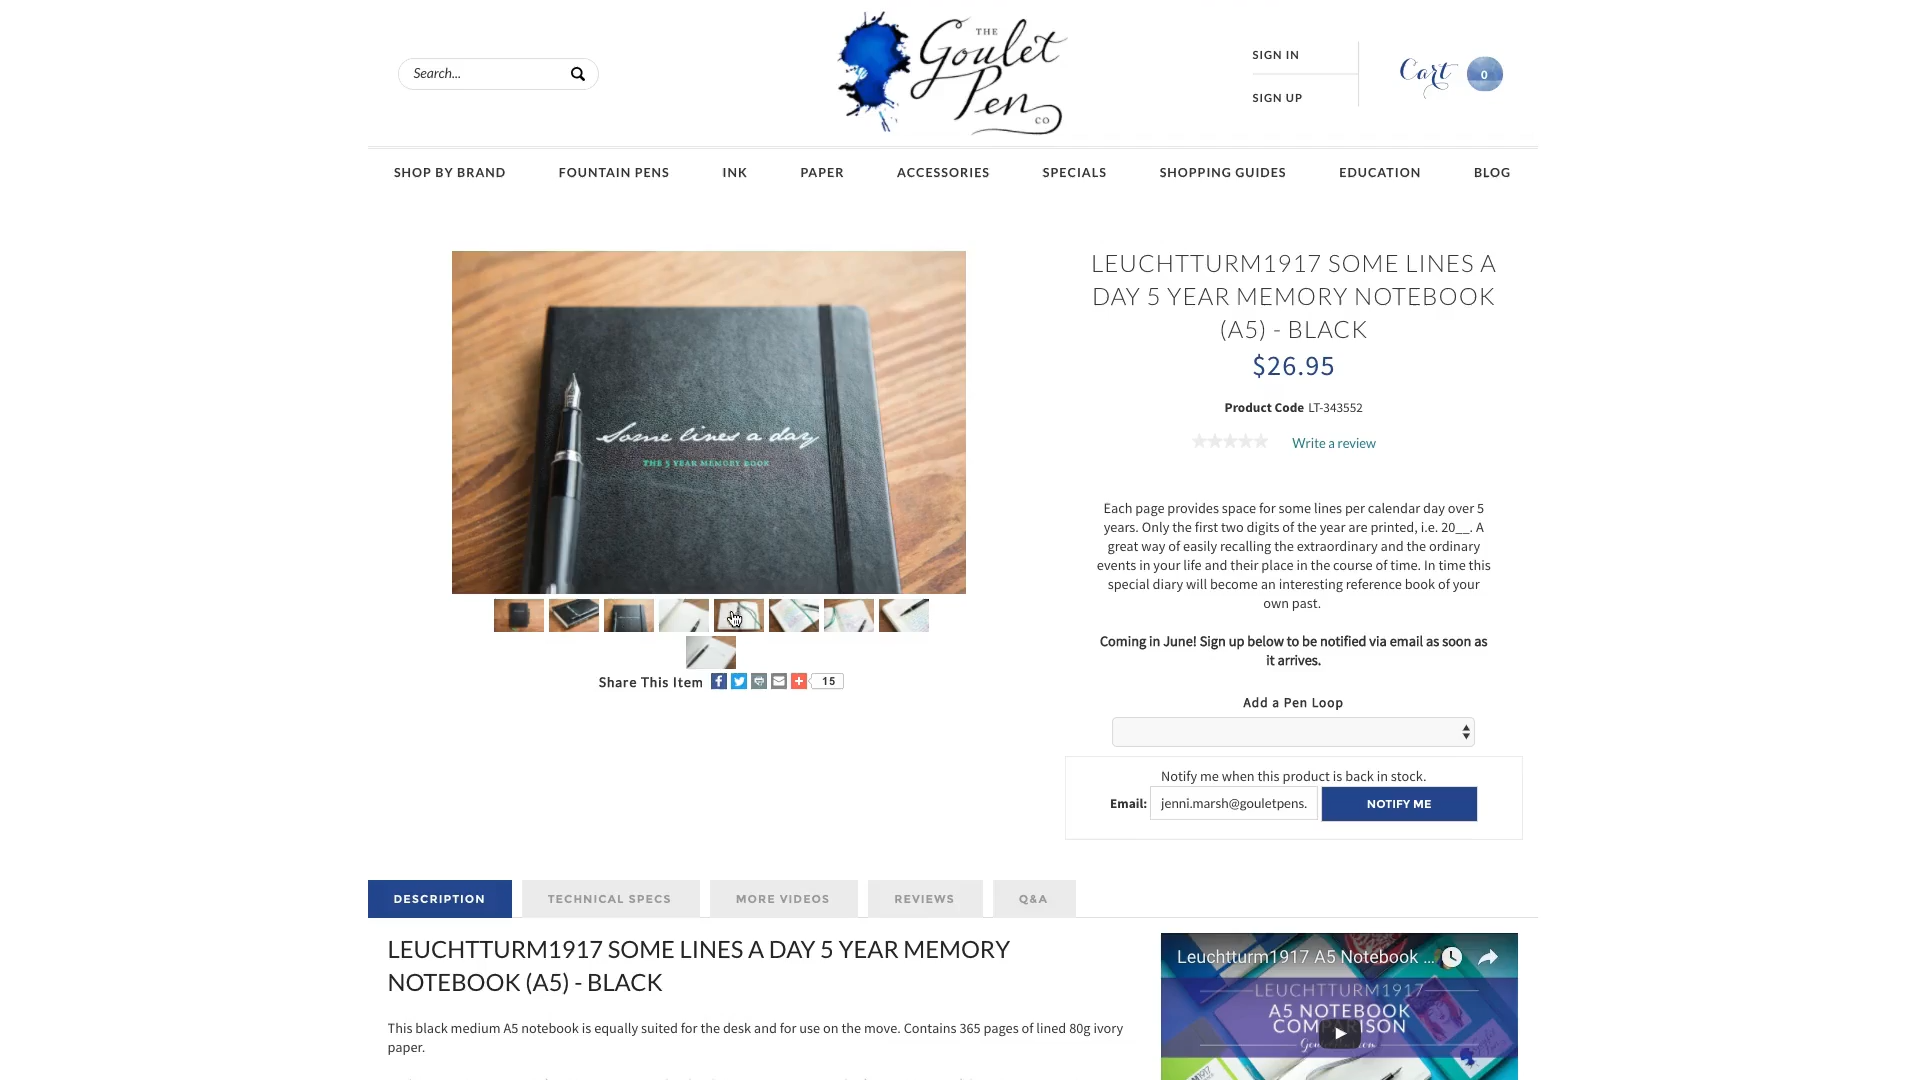 Search...
THE
Goulet
Pen
CO
SIGN IN
SIGN UP
Cart 0
SHOP BY BRAND FOUNTAIN PENS INK PAPER ACCESSORIES SPECIALS SHOPPING GUIDES EDUCATION BLOG
Some lines a day
THE 5 YEAR MEMORY BOOK
Share This Item 15
LEUCHTTURM1917 SOME LINES A
DAY 5 YEAR MEMORY NOTEBOOK
(A5) - BLACK
$26.95
Product Code LT-343552
Write a review
Each page provides space for some lines per calendar day over 5
years. Only the first two digits of the year are printed, i.e. 20__. A
great way of easily recalling the extraordinary and the ordinary
events in your life and their place in the course of time. In time this
special diary will become an interesting reference book of your
own past.
Coming in June! Sign up below to be notified via email as soon as
it arrives.
Add a Pen Loop
Notify me when this product is back in stock.
Email: jenni.marsh@gouletpens. NOTIFY ME
DESCRIPTION TECHNICAL SPECS MORE VIDEOS REVIEWS Q&A
LEUCHTTURM1917 SOME LINES A DAY 5 YEAR MEMORY
NOTEBOOK (A5) - BLACK
This black medium A5 notebook is equally suited for the desk and for use on the move. Contains 365 pages of lined 80g ivory
paper.
Leuchtturm1917 A5 Notebook ...
LEUCHTTURM1917
A5 NOTEBOOK
COMPARISON